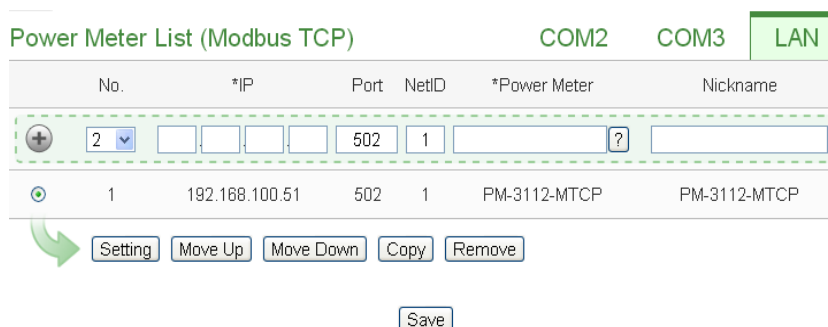 Power Meter List (Modbus TCP) COM2 COM3 LAN
No. *IP Port NetID *Power Meter Nickname
2 . . . 502 1 ?
1 192.168.100.51 502 1 PM-3112-MTCP PM-3112-MTCP
Setting Move Up Move Down Copy Remove
Save